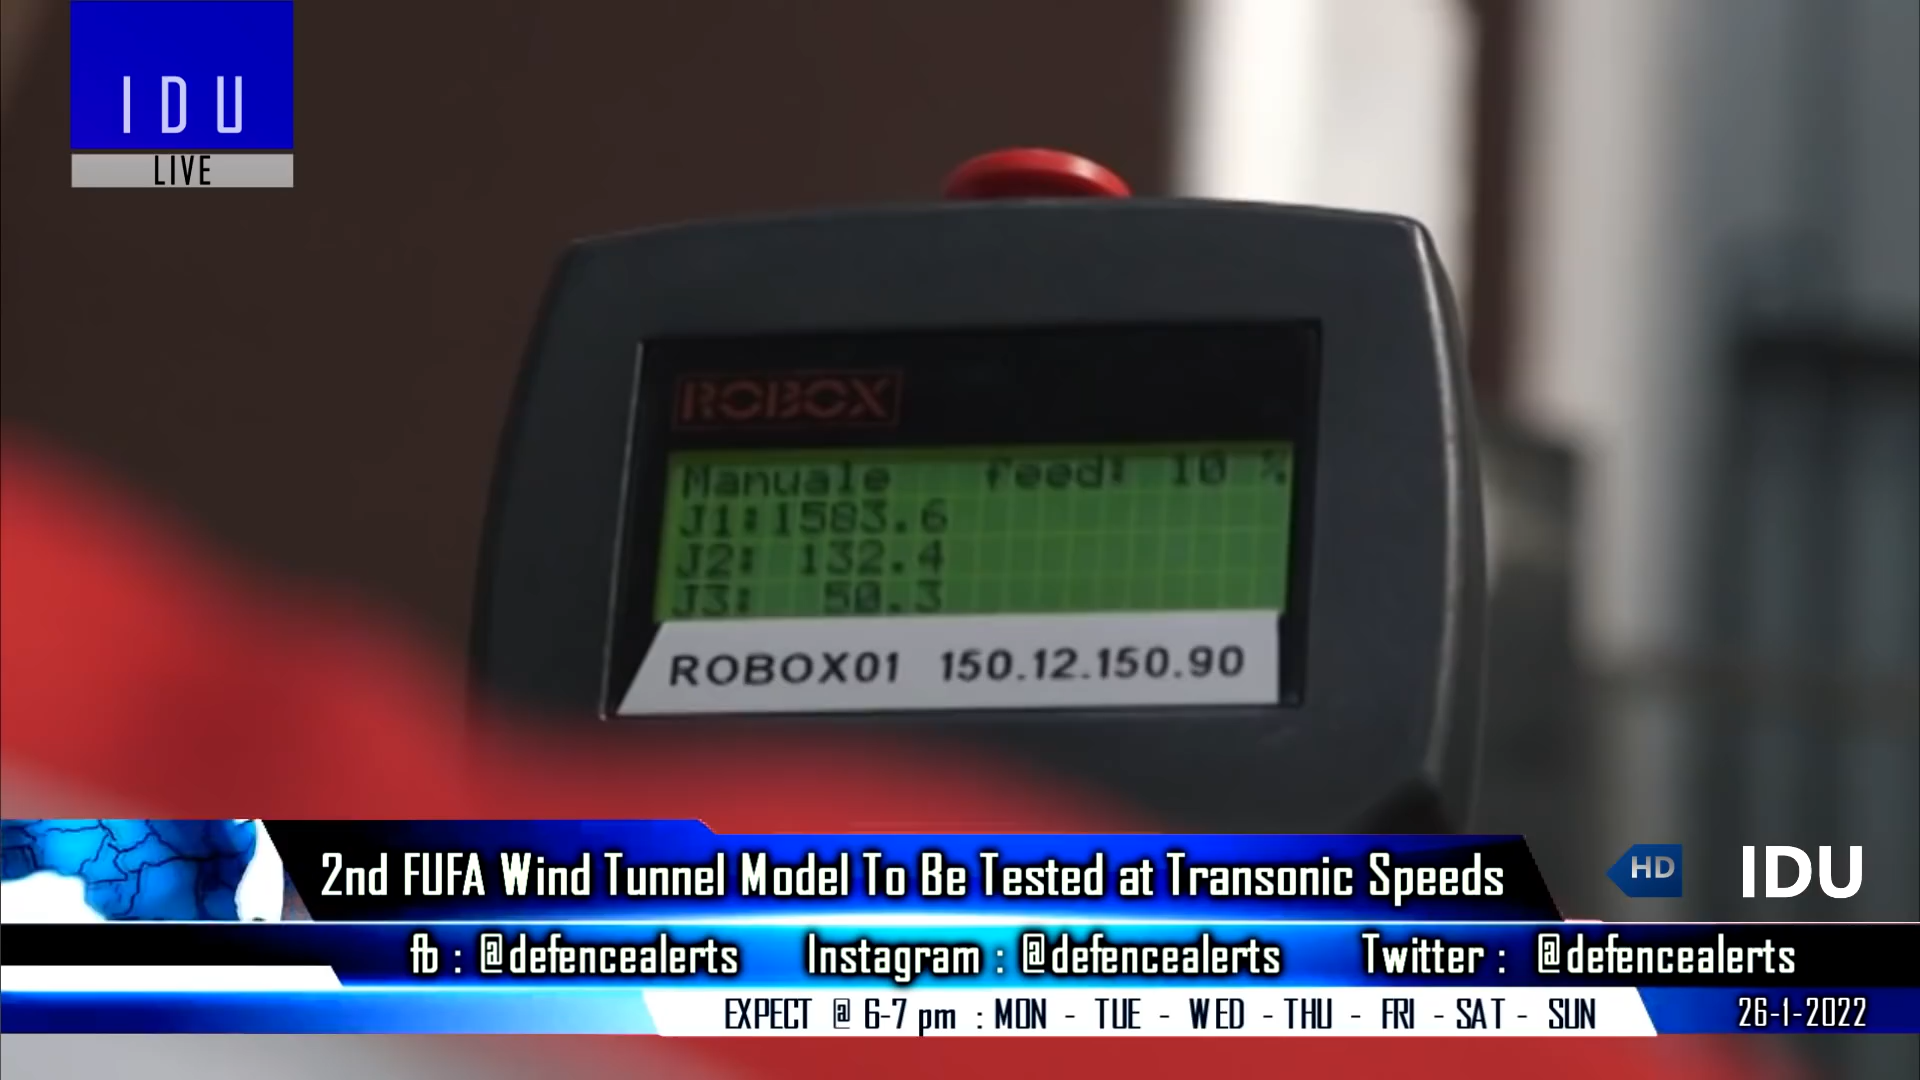 IDU
LIVE
ROBOX
Manuale feed: 10 %
J1:1583.6
J2: 132.4
J3: 50.3
ROBOX01 150.12.150.90
2nd FUFA Wind Tunnel Model To Be Tested at Transonic Speeds
HD IDU
fb : @defencealerts Instagram : @defencealerts Twitter : @defencealerts
EXPECT @ 6-7 pm : MON - TUE - WED - THU - FRI - SAT - SUN 26-1-2022